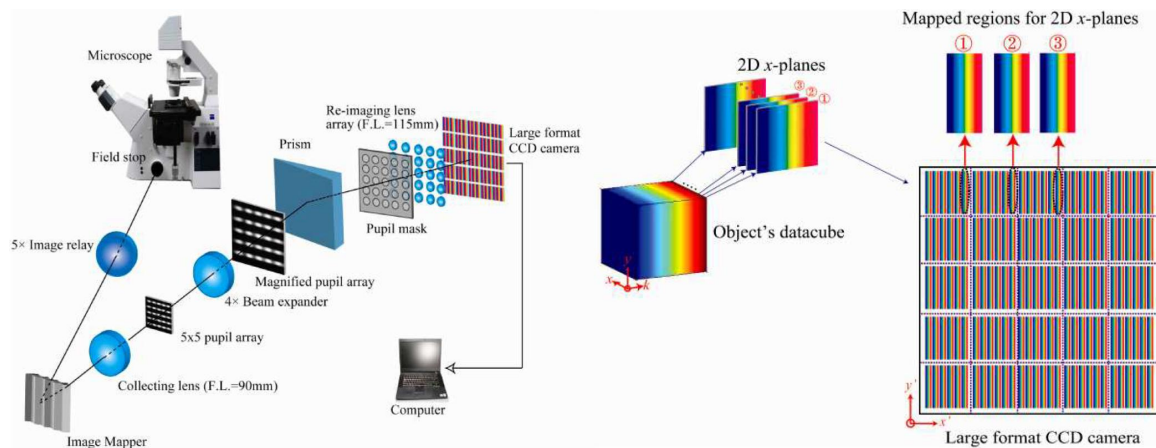 Microscope
Field stop
5× Image relay
Image Mapper
Collecting lens (F.L.=90mm)
5x5 pupil array
4× Beam expander
Magnified pupil array
Prism
Re-imaging lens
array (F.L.=115mm)
Pupil mask
Large format
CCD camera
Computer
2D x-planes
③
②
①
Object's datacube
y
x
k
Mapped regions for 2D x-planes
① ② ③
y'
x'
Large format CCD camera